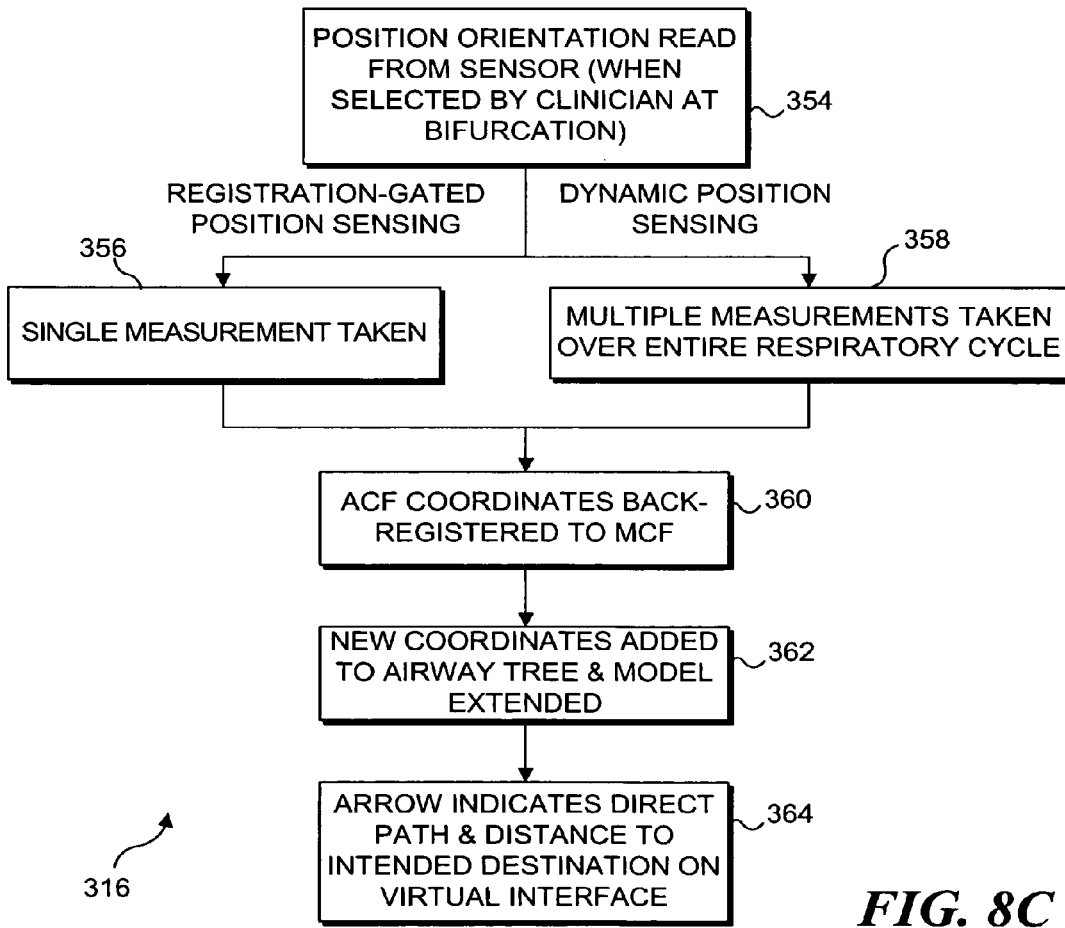 POSITION ORIENTATION READ
FROM SENSOR (WHEN
SELECTED BY CLINICIAN AT
BIFURCATION)
354
REGISTRATION-GATED
POSITION SENSING
DYNAMIC POSITION
SENSING
356
358
SINGLE MEASUREMENT TAKEN
MULTIPLE MEASUREMENTS TAKEN
OVER ENTIRE RESPIRATORY CYCLE
ACF COORDINATES BACK-
REGISTERED TO MCF
360
NEW COORDINATES ADDED
TO AIRWAY TREE & MODEL
EXTENDED
362
ARROW INDICATES DIRECT
PATH & DISTANCE TO
INTENDED DESTINATION ON
VIRTUAL INTERFACE
364
316
FIG. 8C